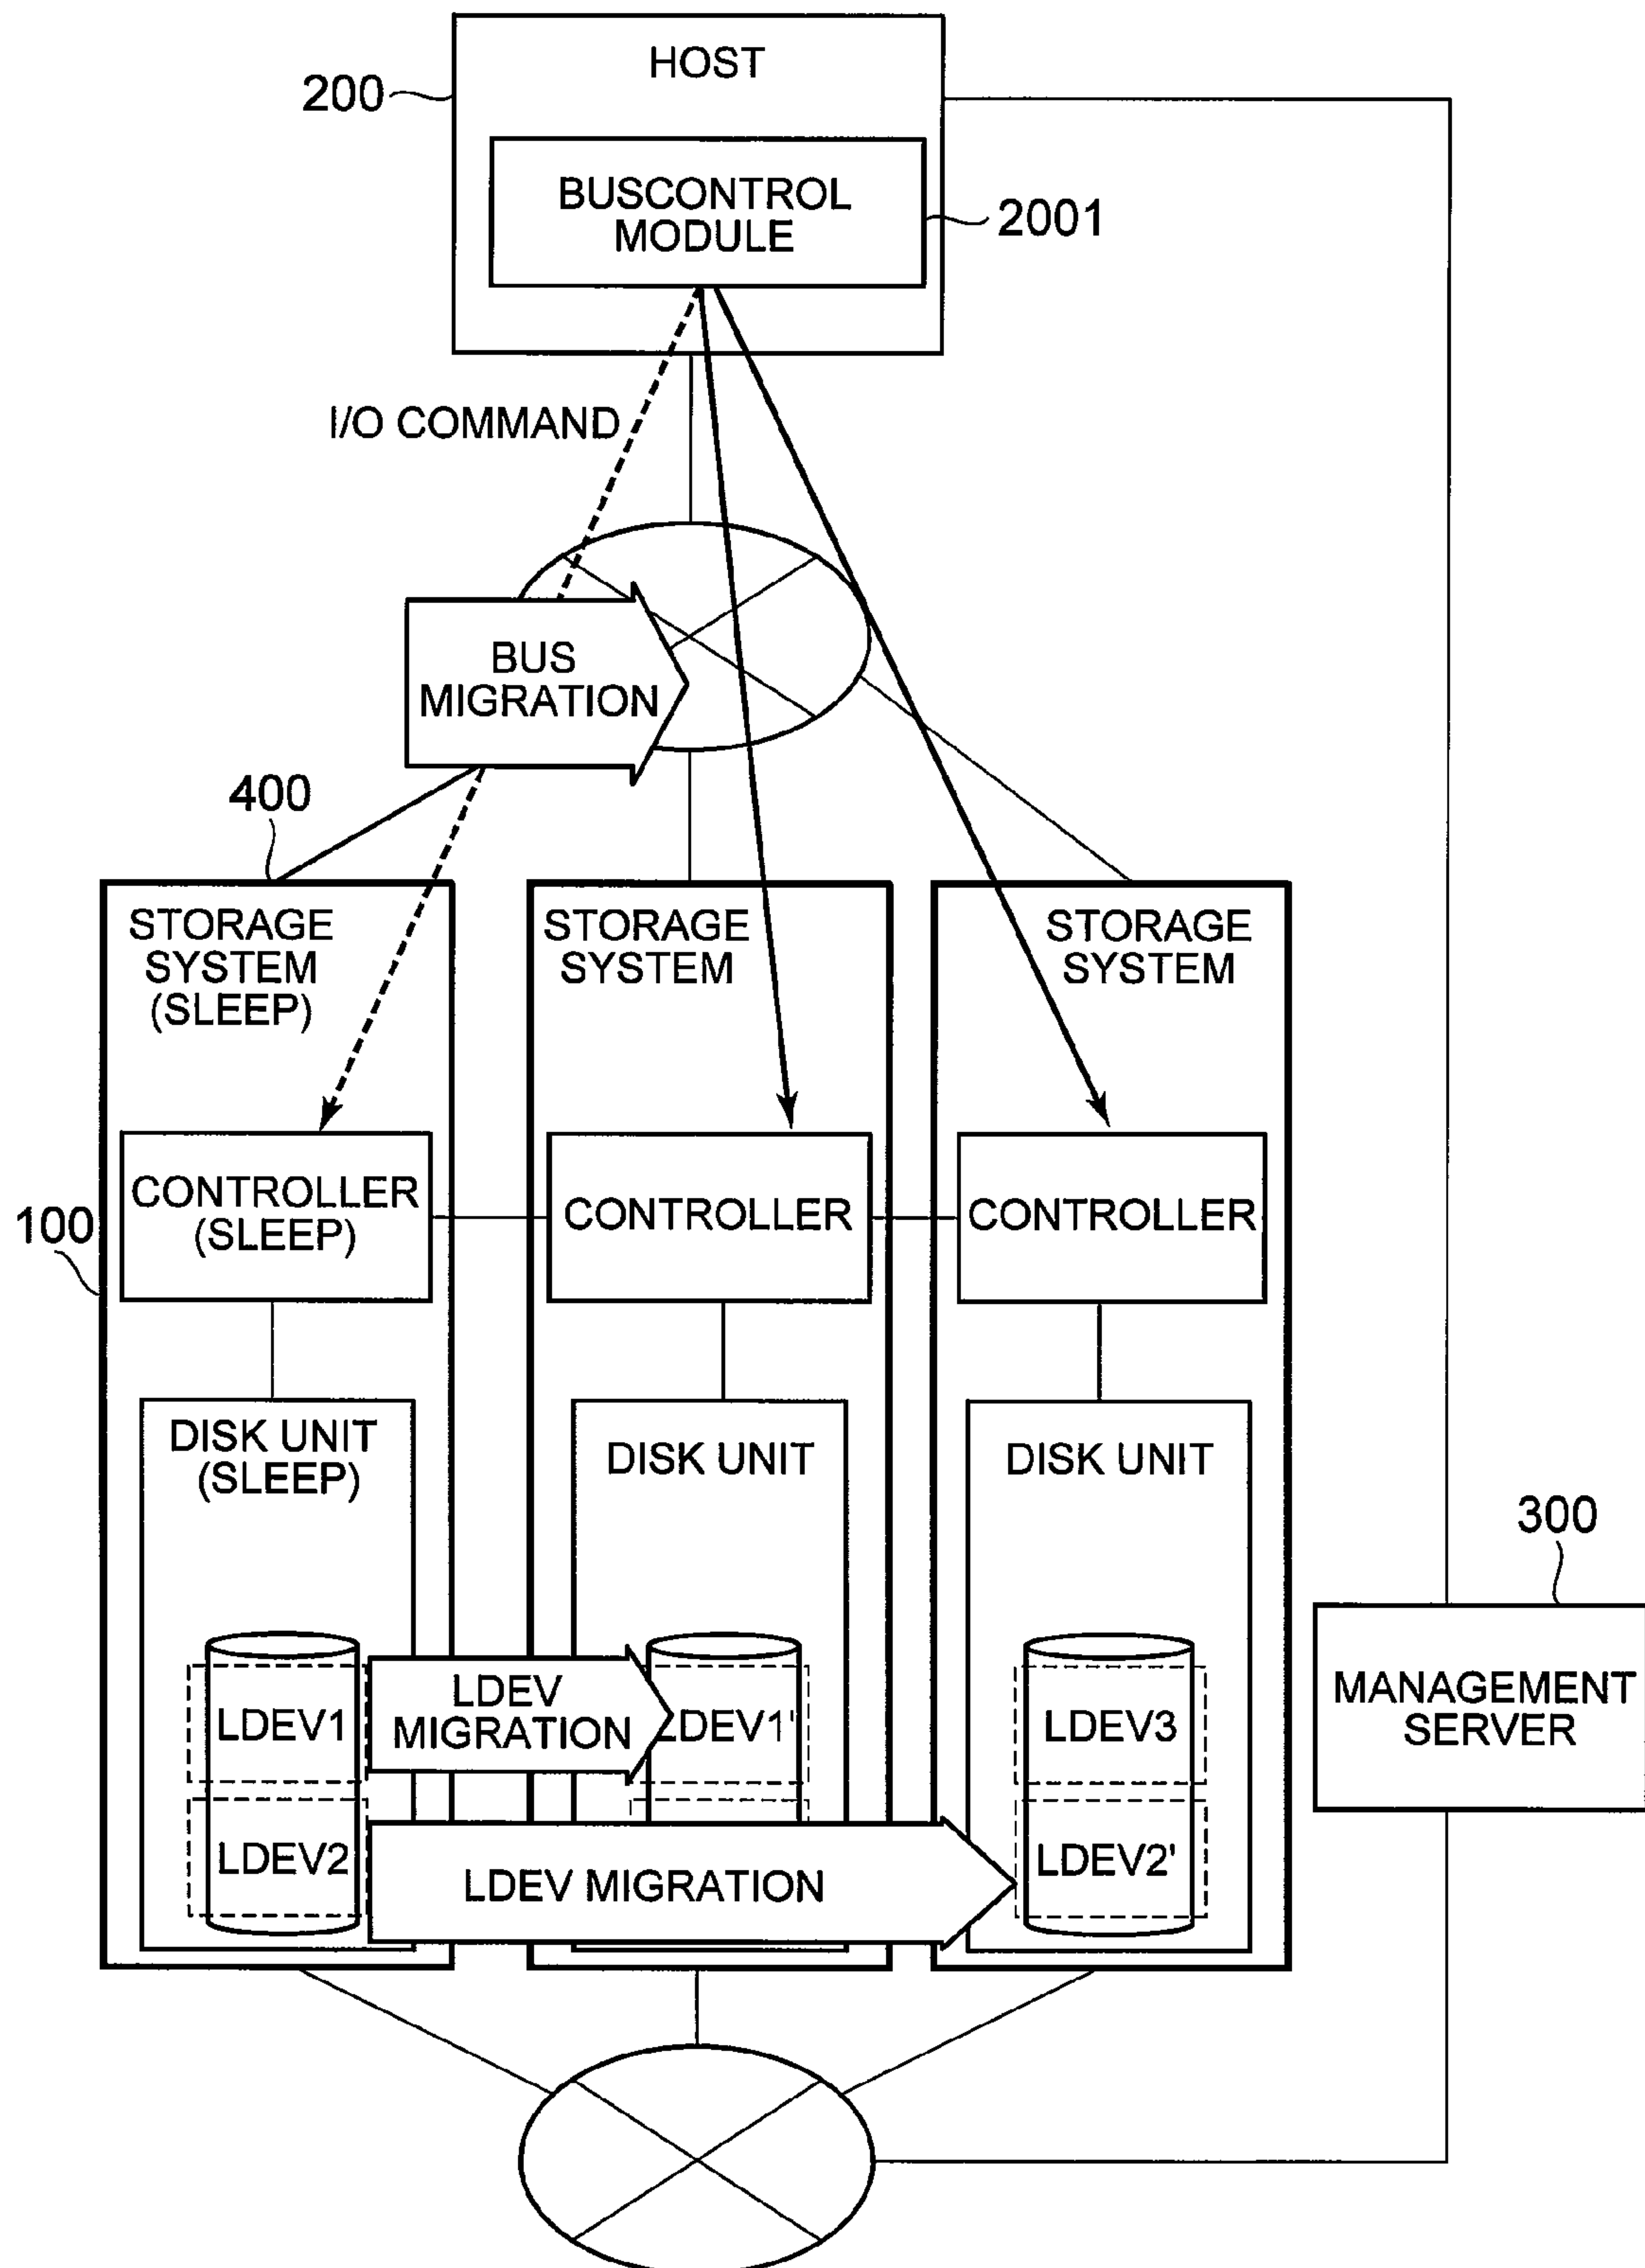 HOST
200
BUSCONTROL
MODULE
2001
I/O COMMAND
BUS
MIGRATION
400
STORAGE
SYSTEM
(SLEEP)
STORAGE
SYSTEM
STORAGE
SYSTEM
100
CONTROLLER
(SLEEP)
CONTROLLER
CONTROLLER
DISK UNIT
(SLEEP)
DISK UNIT
DISK UNIT
300
MANAGEMENT
SERVER
LDEV1
LDEV
MIGRATION
LDEV1'
LDEV3
LDEV2
LDEV MIGRATION
LDEV2'